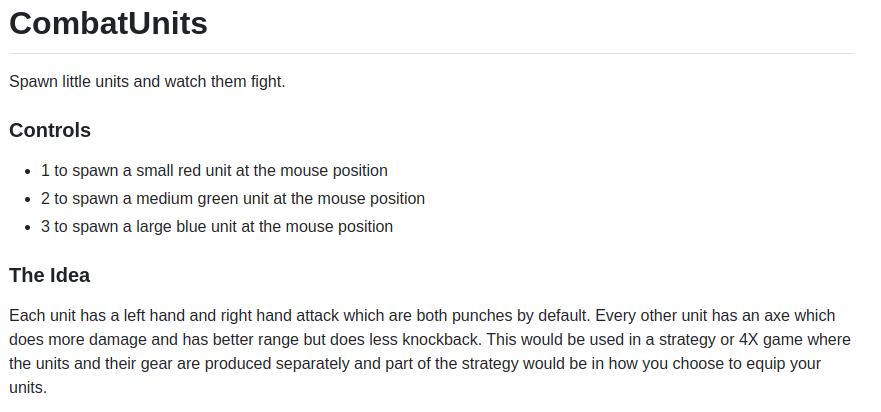 CombatUnits
Spawn little units and watch them fight.
Controls
• 1 to spawn a small red unit at the mouse position
• 2 to spawn a medium green unit at the mouse position
• 3 to spawn a large blue unit at the mouse position
The Idea
Each unit has a left hand and right hand attack which are both punches by default. Every other unit has an axe which
does more damage and has better range but does less knockback. This would be used in a strategy or 4X game where
the units and their gear are produced separately and part of the strategy would be in how you choose to equip your
units.